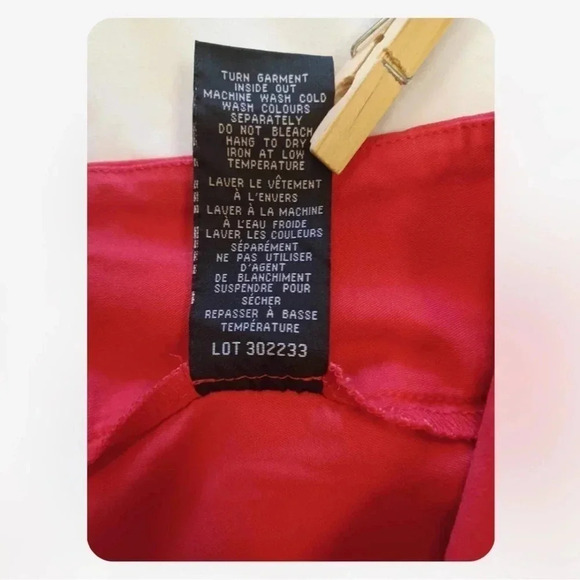 TURN GARMENT
INSIDE OUT
MACHINE WASH COLD
WASH COLOURS
SEPARATELY
DO NOT BLEACH
HANG TO DRY
IRON AT LOW
TEMPERATURE
LAVER LE VÊTEMENT
À L'ENVERS
LAVER À LA MACHINE
À L'EAU FROIDE
LAVER LES COULEURS
SÉPARÉMENT
NE PAS UTILISER
D'AGENT
DE BLANCHIMENT
SUSPENDRE POUR
SÉCHER
REPASSER À BASSE
TEMPÉRATURE
LOT 302233